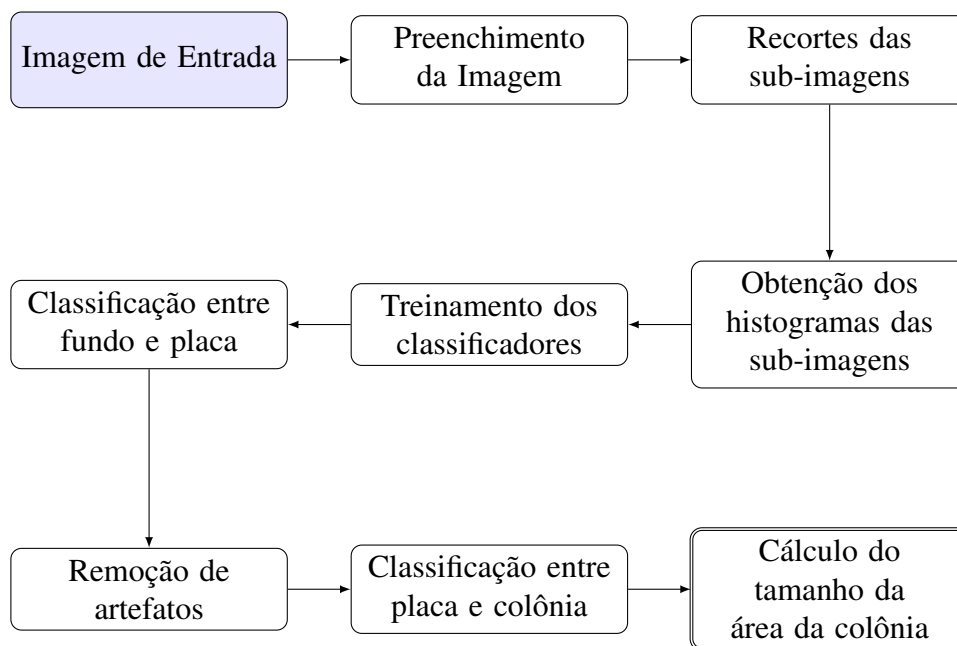 Imagem de Entrada
Preenchimento
da Imagem
Recortes das
sub-imagens
Obtenção dos
histogramas das
sub-imagens
Treinamento dos
classificadores
Classificação entre
fundo e placa
Remoção de
artefatos
Classificação entre
placa e colônia
Cálculo do
tamanho da
área da colônia